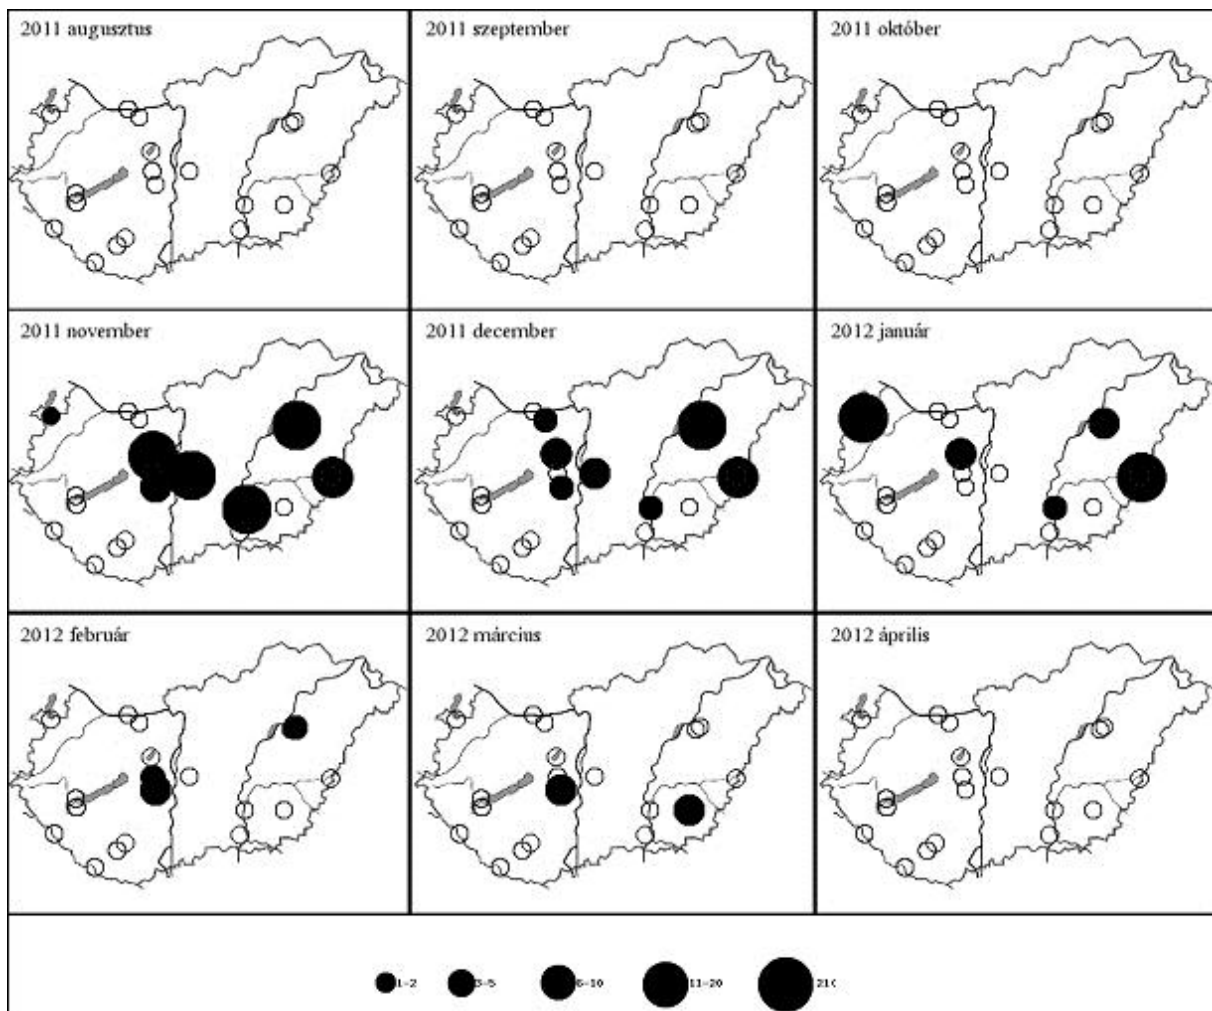 2011 augusztus
2011 szeptember
2011 október
2011 november
2011 december
2012 január
2012 február
2012 március
2012 április
1-2
3-5
6-10
11-20
21(